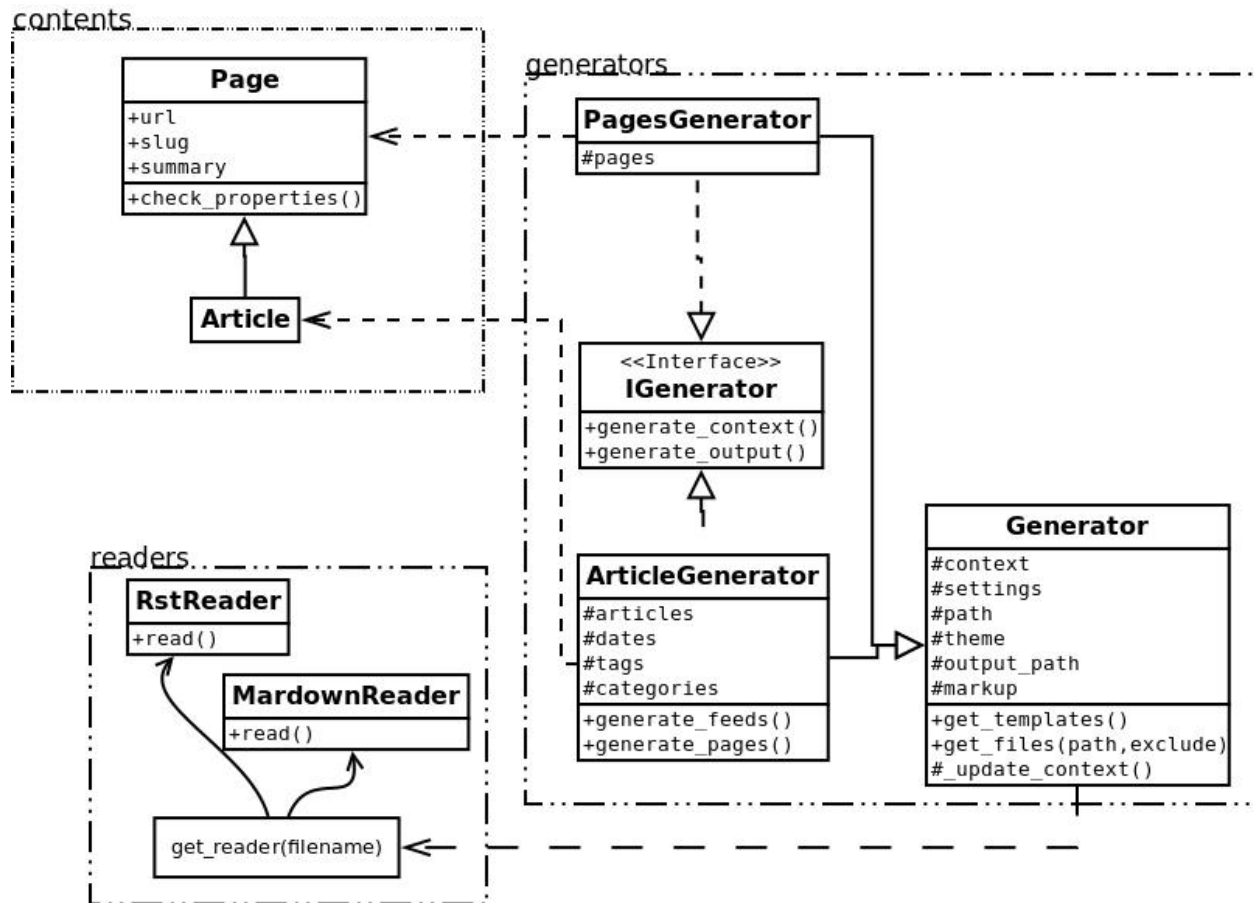 contents
Page
+url
+slug
+summary
+check_properties()
Article
generators
PagesGenerator
#pages
<<Interface>>
IGenerator
+generate_context()
+generate_output()
ArticleGenerator
#articles
#dates
#tags
#categories
+generate_feeds()
+generate_pages()
Generator
#context
#settings
#path
#theme
#output_path
#markup
+get_templates()
+get_files(path,exclude)
#_update_context()
readers
RstReader
+read()
MardownReader
+read()
get_reader(filename)